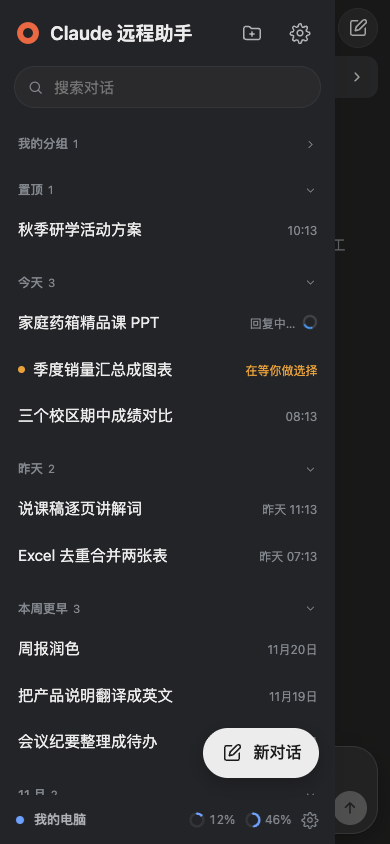 Claude 远程助手
搜索对话
我的分组 1
置顶 1
秋季研学活动方案 10:13
今天 3
家庭药箱精品课 PPT 回复中...
季度销量汇总成图表 在等你做选择
三个校区期中成绩对比 08:13
昨天 2
说课稿逐页讲解词 昨天 11:13
Excel 去重合并两张表 昨天 07:13
本周更早 3
周报润色 11月20日
把产品说明翻译成英文 11月19日
会议纪要整理成待办
新对话
11 月 2
我的电脑 12% 46%